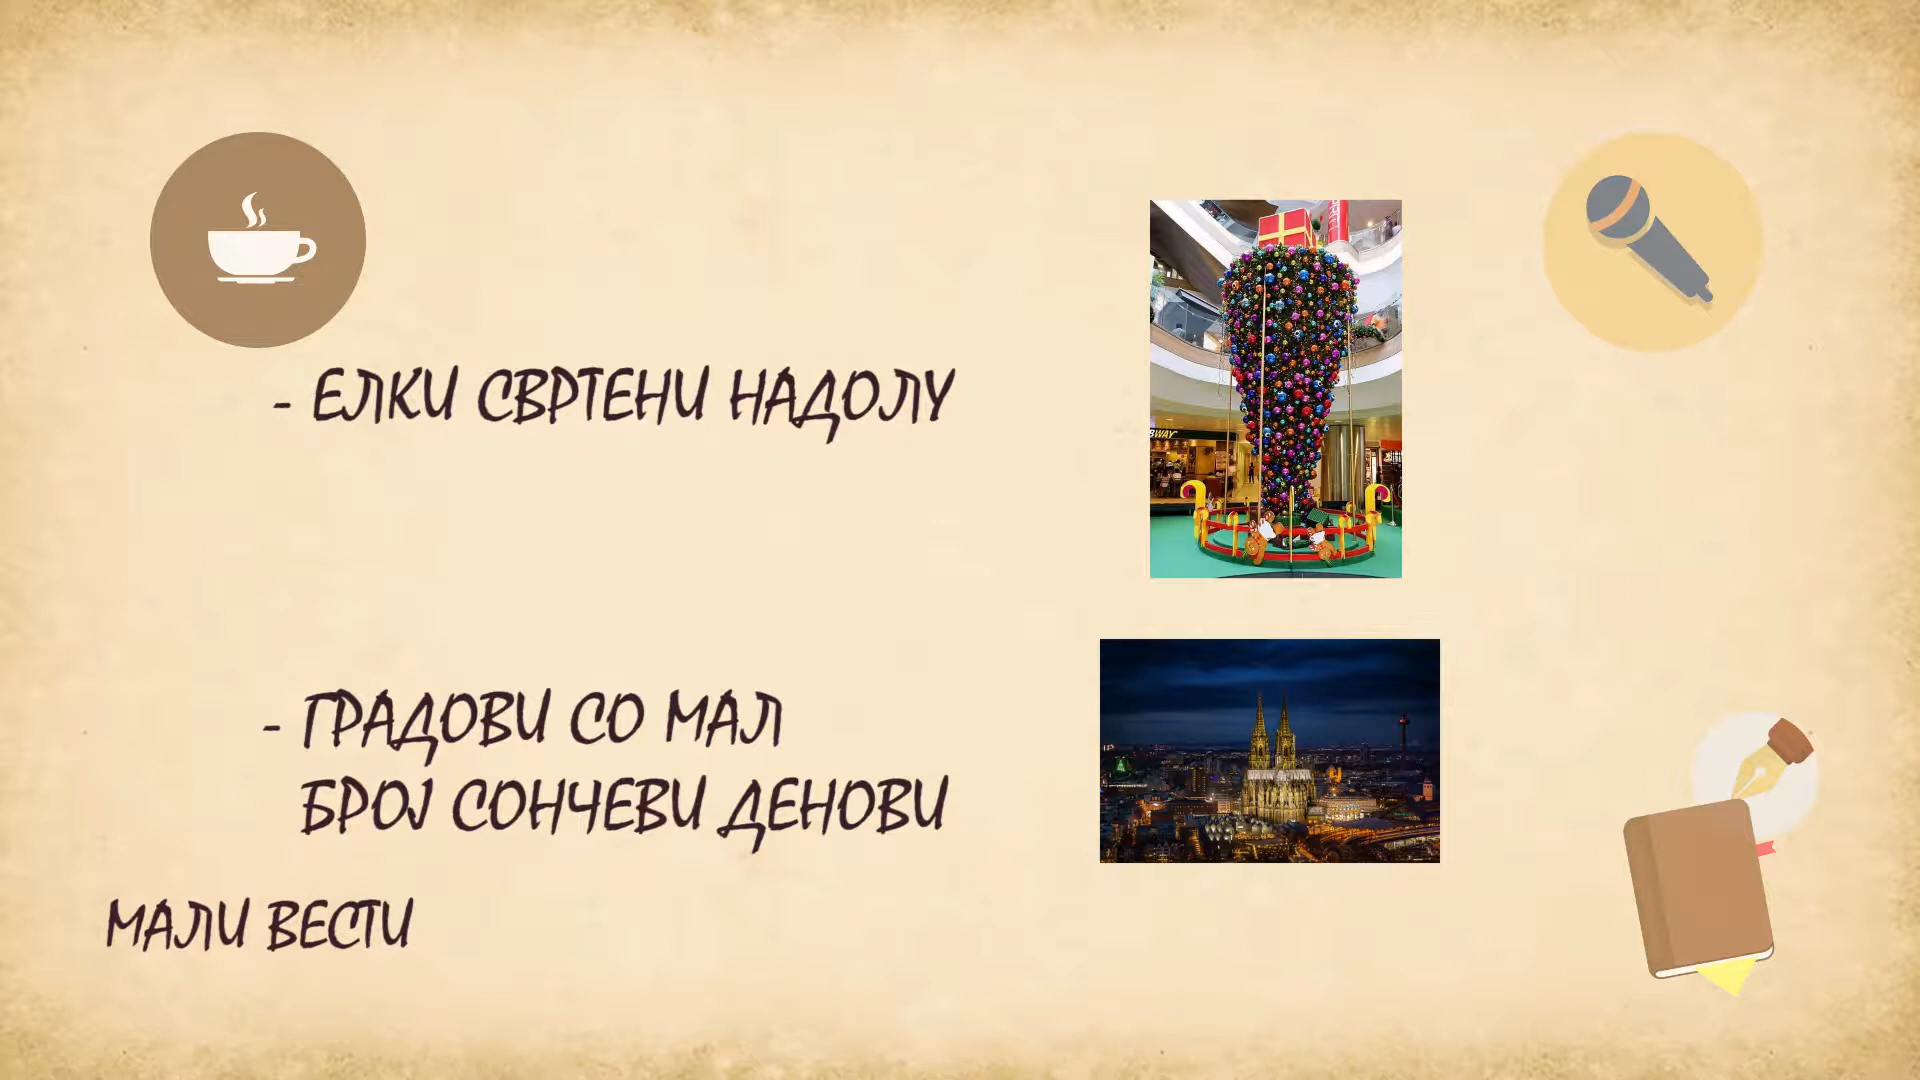 - ЕЛКИ СВРТЕНИ НАДОЛУ
- ГРАДОВИ СО МАЛ
БРОЈ СОНЧЕВИ ДЕНОВИ
МАЛИ ВЕСТИ